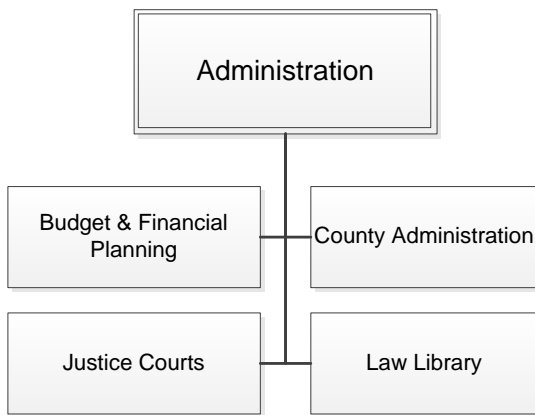 Administration
Budget & Financial
Planning
County Administration
Justice Courts
Law Library